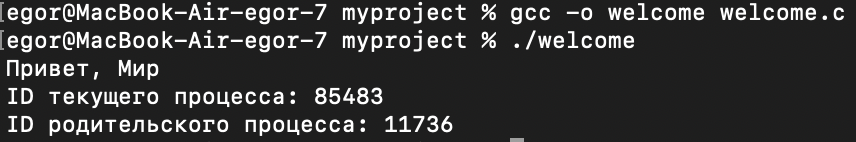 [egor@MacBook-Air-egor-7 myproject % gcc -o welcome welcome.c
[egor@MacBook-Air-egor-7 myproject % ./welcome
Привет, Мир
ID текущего процесса: 85483
ID родительского процесса: 11736